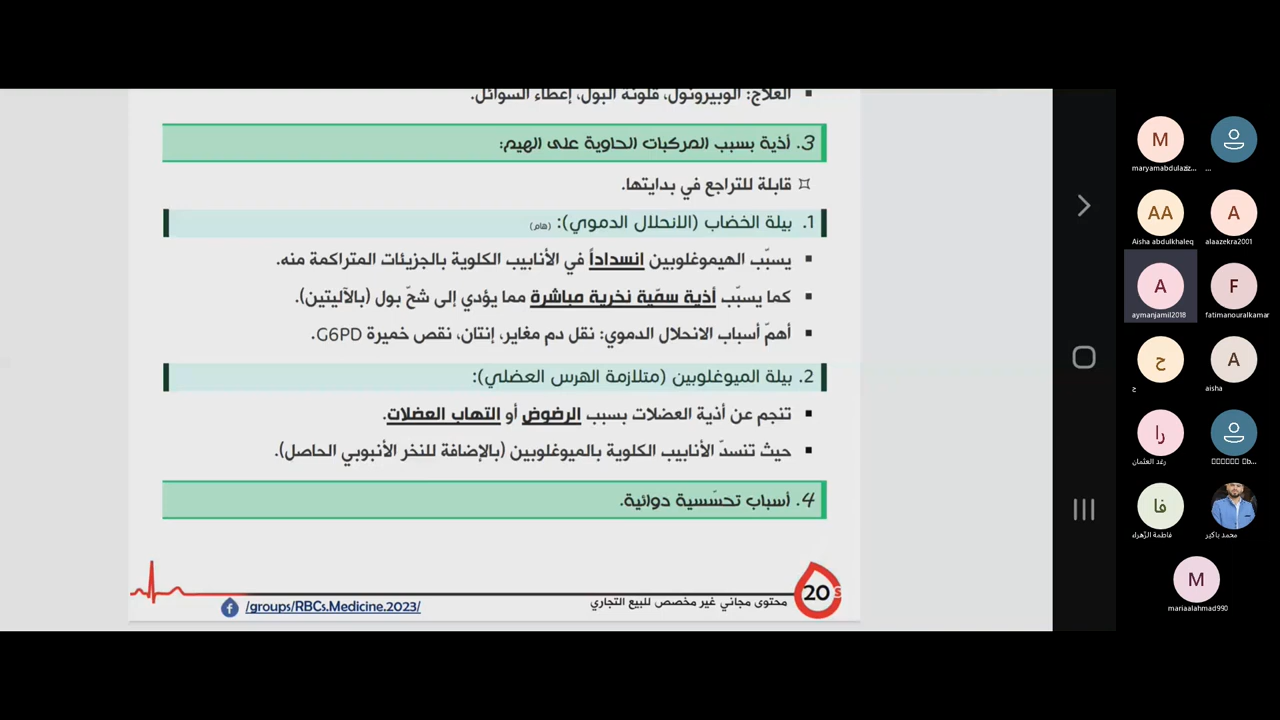 العلاج: الوبيرونول، قلونة البول، إعطاء السوائل.
3. أذية بسبب المركبات الحاوية على الهيم:
قابلة للتراجع في بدايتها.
1. بيلة الخضاب (الانحلال الدموي): (هام)
يسبّب الهيموغلوبين انسداداً في الأنابيب الكلوية بالجزيئات المتراكمة منه.
كما يسبّب أذية سمّية نخرية مباشرة مما يؤدي إلى شحّ بول (بالآليتين).
أهمّ أسباب الانحلال الدموي: نقل دم مغاير، إنتان، نقص خميرة G6PD.
2. بيلة الميوغلوبين (متلازمة الهرس العضلي):
تنجم عن أذية العضلات بسبب الرضوض أو التهاب العضلات.
حيث تنسدّ الأنابيب الكلوية بالميوغلوبين (بالإضافة للنخر الأنبوبي الحاصل).
4. أسباب تحسّسية دوائية.
20
محتوى مجاني غير مخصص للبيع التجاري
/groups/RBCs.Medicine.2023/
M
maryamabdulaziz...
...
AA
Aisha abdulkhaleq
A
alaazekra2001
A
aymanjamil2018
F
fatimanouralkamar
ح
ح
A
aisha
را
رغد العثمان
فا
فاطمة الزهراء
محمد باكير
M
mariaalahmad990